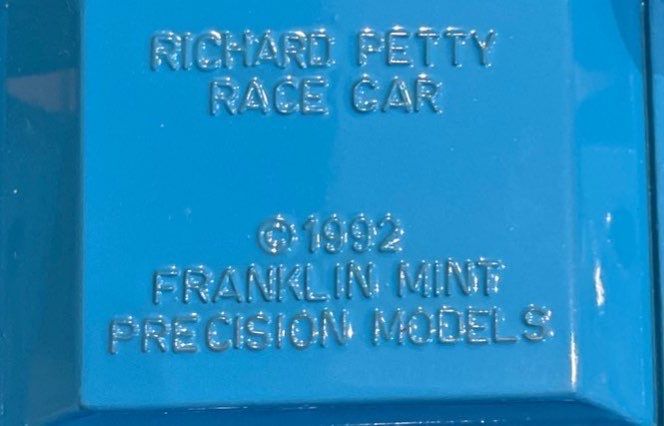 RICHARD PETTY
RACE CAR
©1992
FRANKLIN MINT
PRECISION MODELS